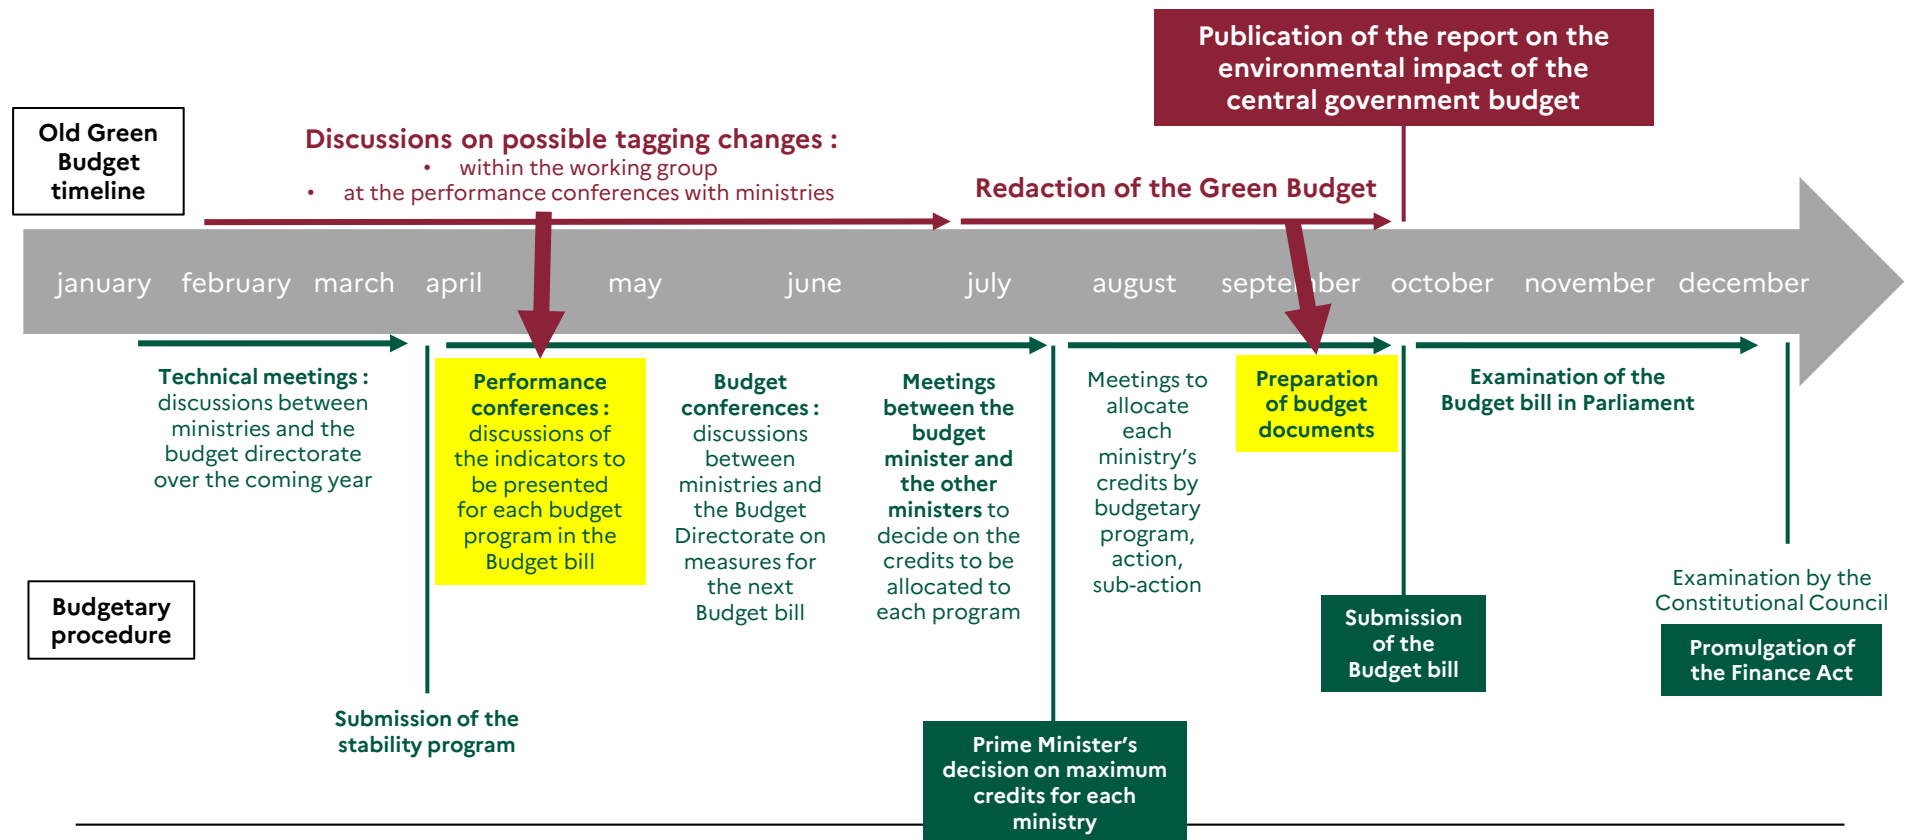 Publication of the report on the
environmental impact of the
central government budget
Old Green
Budget
timeline
Discussions on possible tagging changes :
• within the working group
• at the performance conferences with ministries
Redaction of the Green Budget
january february march april may june july august september october november december
Technical meetings :
discussions between
ministries and the
budget directorate
over the coming year
Performance
conferences :
discussions of
the indicators to
be presented
for each budget
program in the
Budget bill
Budget
conferences :
discussions
between
ministries and
the Budget
Directorate on
measures for
the next
Budget bill
Meetings
between the
budget
minister and
the other
ministers to
decide on the
credits to be
allocated to
each program
Meetings to
allocate
each
ministry’s
credits by
budgetary
program,
action,
sub-action
Preparation
of budget
documents
Examination of the
Budget bill in Parliament
Budgetary
procedure
Submission of the
stability program
Prime Minister’s
decision on maximum
credits for each
ministry
Submission
of the
Budget bill
Examination by the
Constitutional Council
Promulgation of
the Finance Act